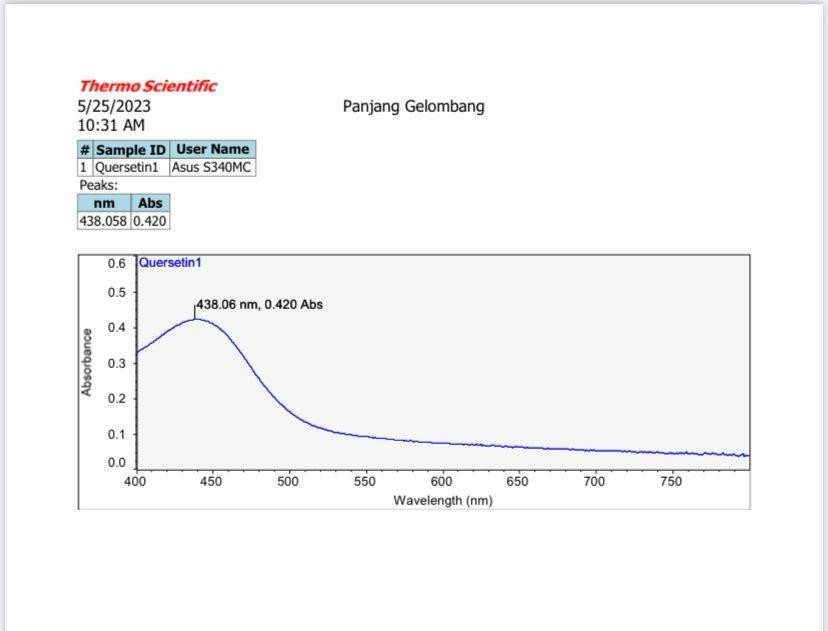 Thermo Scientific
5/25/2023
Panjang Gelombang
10:31 AM
# Sample ID User Name
1 Quersetin1 Asus S340MC
Peaks:
nm Abs
438.058 0.420
Quersetin1
438.06 nm, 0.420 Abs
Absorbance
0.6
0.5
0.4
0.3
0.2
0.1
0.0
400 450 500 550 600 650 700 750
Wavelength (nm)